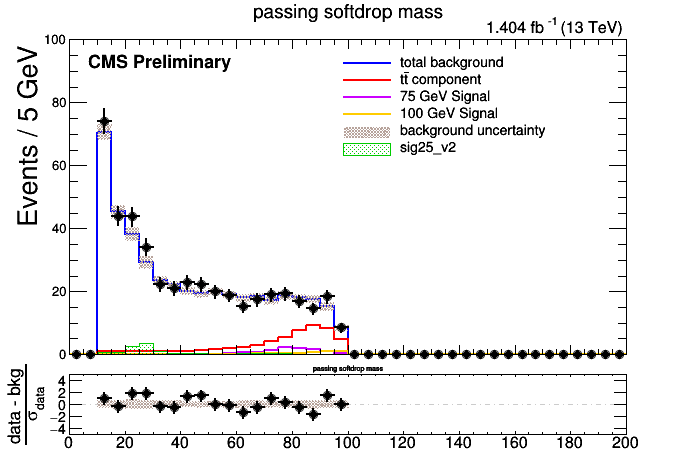 passing softdrop mass
1.404 fb⁻¹ (13 TeV)
CMS Preliminary
total background
tt̄ component
75 GeV Signal
100 GeV Signal
background uncertainty
sig25_v2
Events / 5 GeV
100
80
60
40
20
0
passing softdrop mass
data - bkg
σ data
4
2
0
−2
−4
0 20 40 60 80 100 120 140 160 180 200